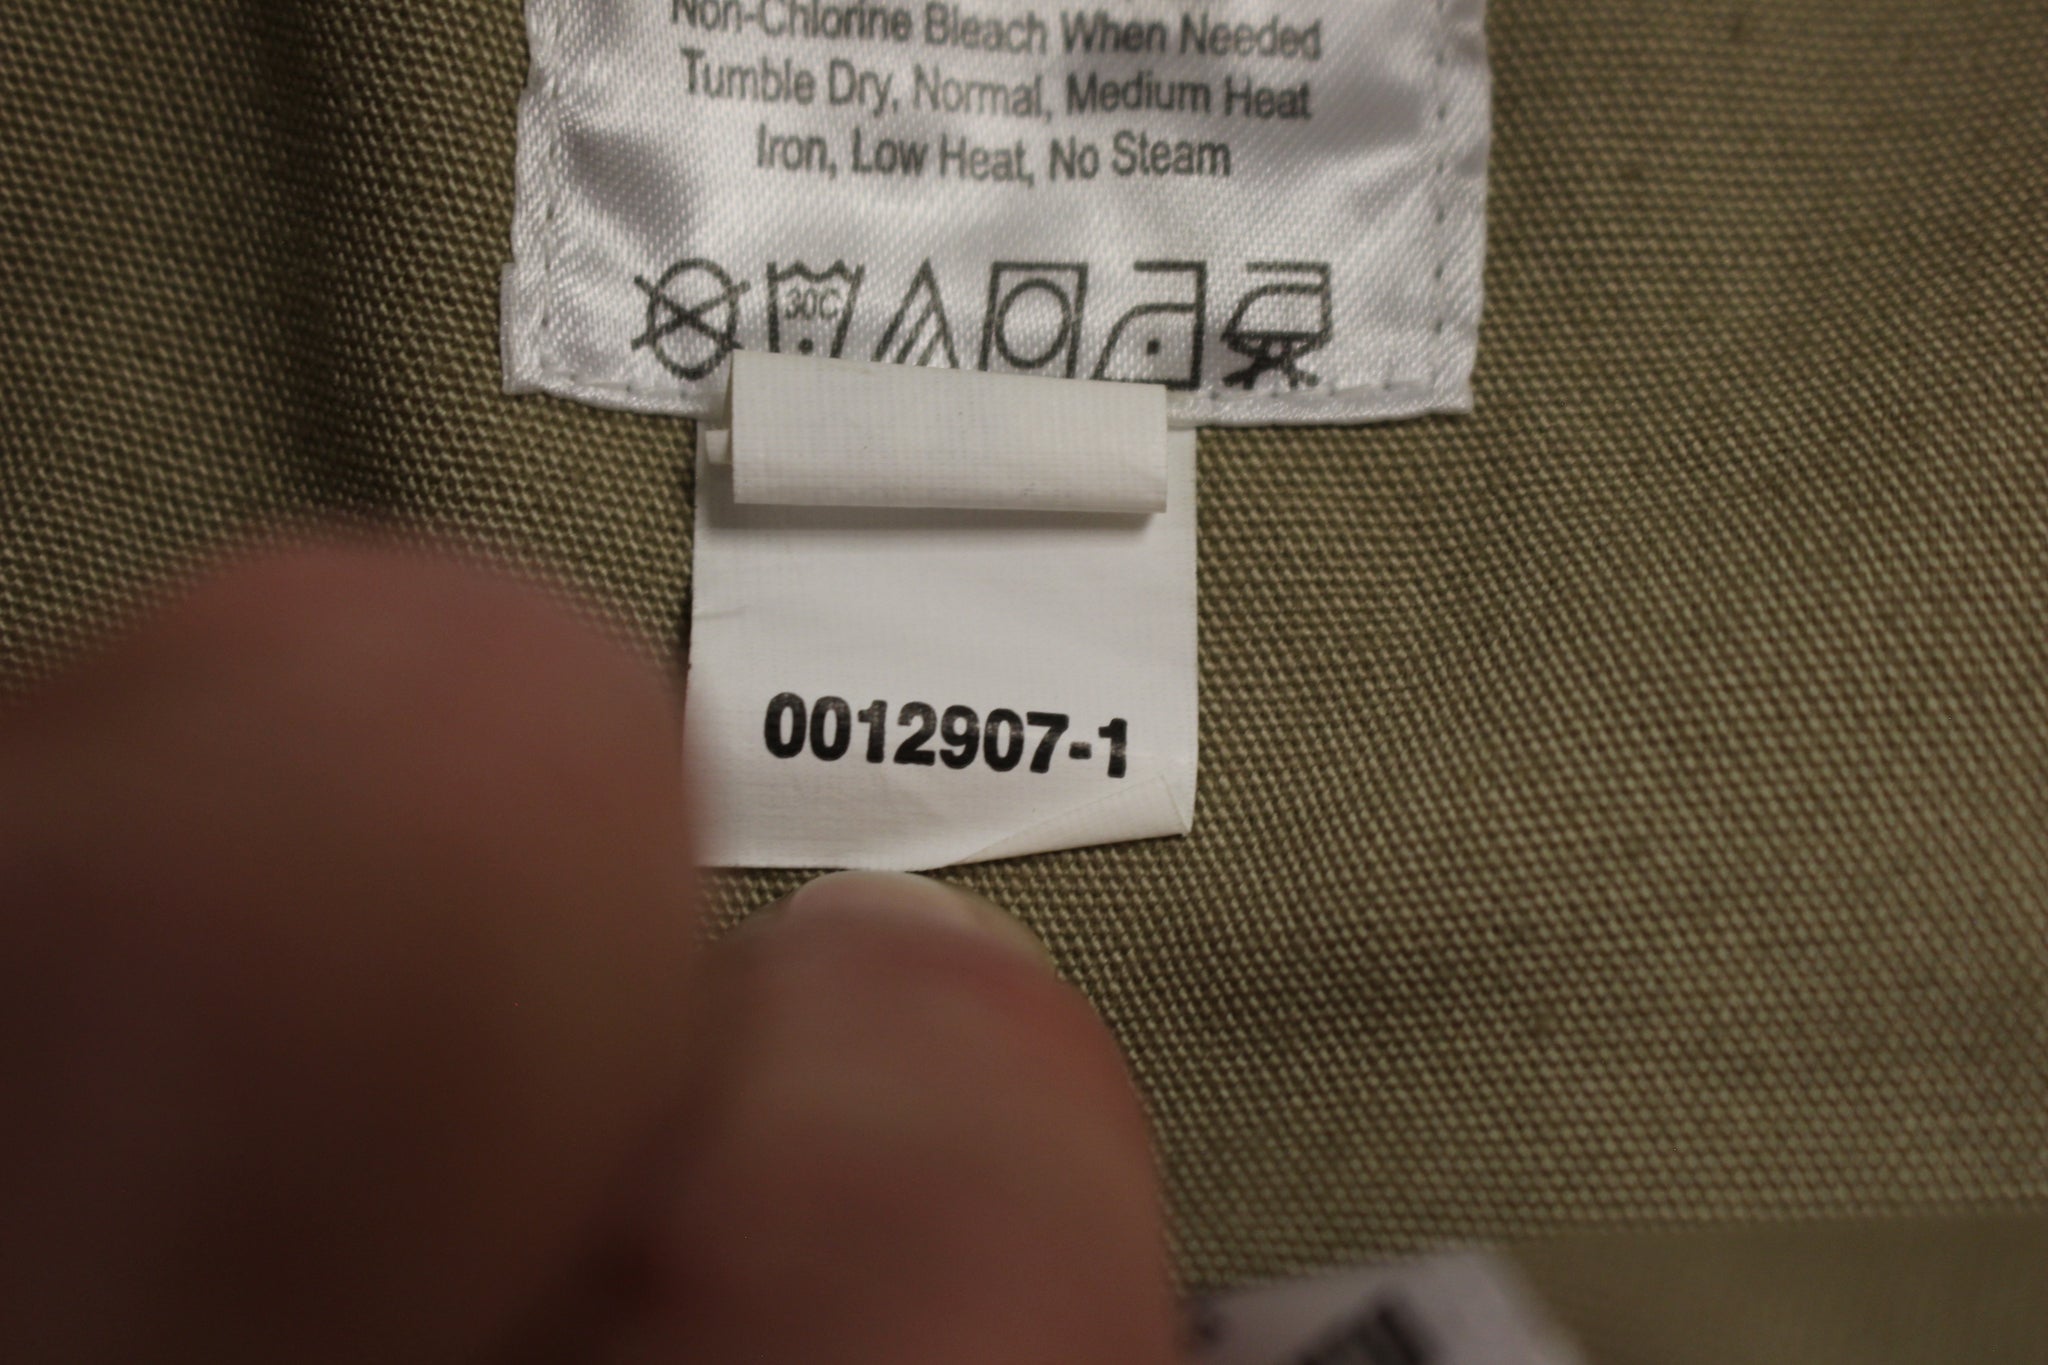 Non-Chlorine Bleach When Needed
Tumble Dry, Normal, Medium Heat
Iron, Low Heat, No Steam
30C
0012907-1